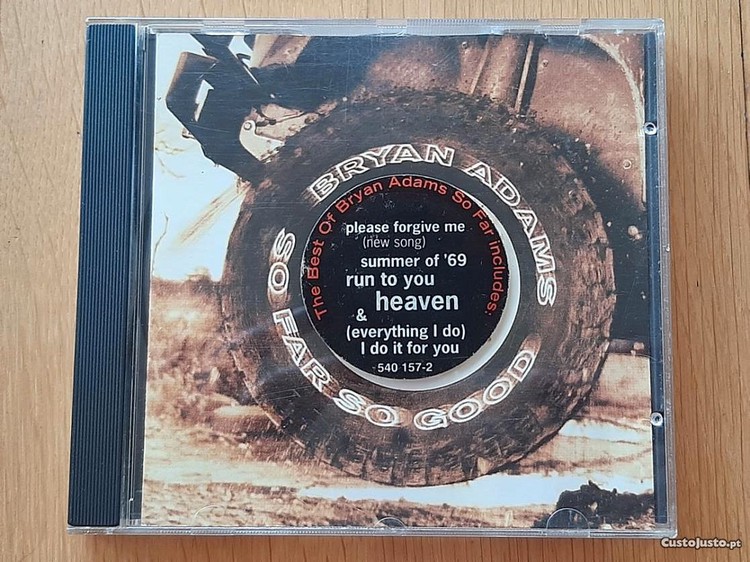 BRYAN ADAMS
SO FAR SO GOOD
The Best Of Bryan Adams So Far includes:
please forgive me
(new song)
summer of '69
run to you
heaven
&
(everything I do)
I do it for you
540 157-2
CustoJusto.pt